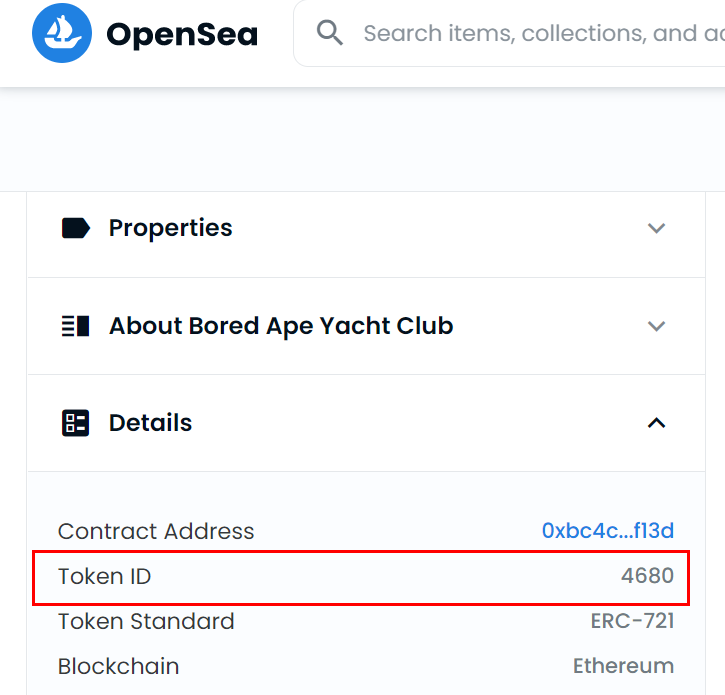 OpenSea
Search items, collections, and ac
Properties
About Bored Ape Yacht Club
Details
Contract Address 0xbc4c...f13d
Token ID 4680
Token Standard ERC-721
Blockchain Ethereum